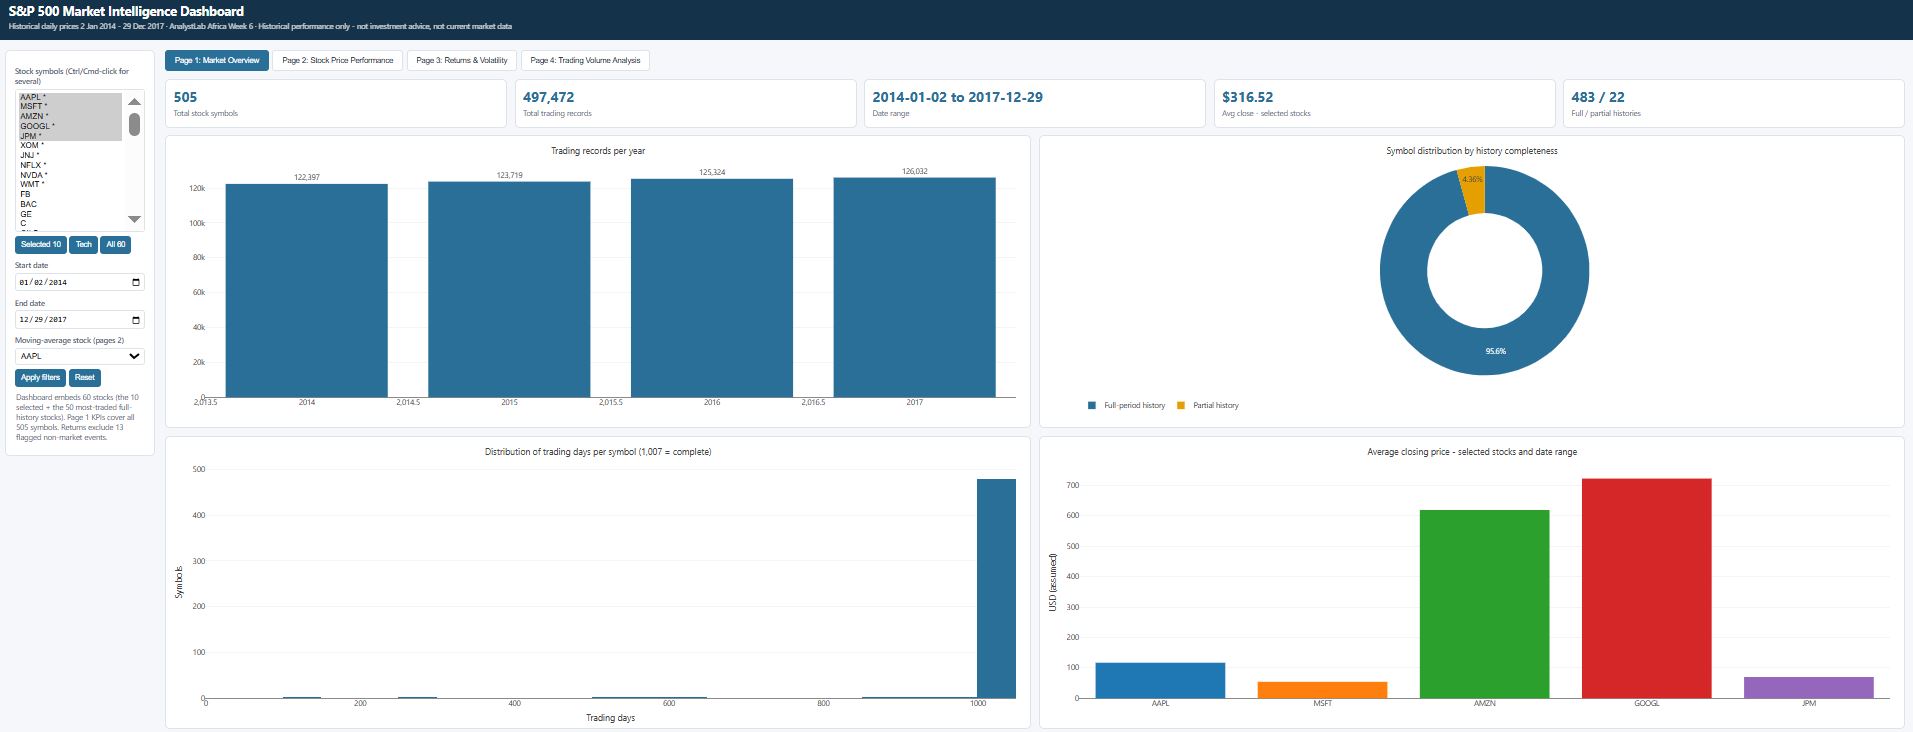 S&P 500 Market Intelligence Dashboard
Historical daily prices 2 Jan 2014 - 29 Dec 2017 · AnalystLab Africa Week 6 · Historical performance only - not investment advice, not current market data
Stock symbols (Ctrl/Cmd-click for
several)
AAPL *
MSFT *
AMZN *
GOOGL *
JPM *
XOM *
JNJ *
NFLX *
NVDA *
WMT *
FB
BAC
GE
C
Selected 10
Tech
All 60
Start date
01/02/2014
End date
12/29/2017
Moving-average stock (pages 2)
AAPL
Apply filters
Reset
Dashboard embeds 60 stocks (the 10
selected + the 50 most-traded full-
history stocks). Page 1 KPIs cover all
505 symbols. Returns exclude 13
flagged non-market events.
Page 1: Market Overview
Page 2: Stock Price Performance
Page 3: Returns & Volatility
Page 4: Trading Volume Analysis
505
Total stock symbols
497,472
Total trading records
2014-01-02 to 2017-12-29
Date range
$316.52
Avg close - selected stocks
483 / 22
Full / partial histories
Trading records per year
122,397
123,719
125,324
126,032
120k
100k
80k
60k
40k
20k
0
2,013.5
2014
2,014.5
2015
2,015.5
2016
2,016.5
2017
Symbol distribution by history completeness
4.36%
95.6%
Full-period history
Partial history
Distribution of trading days per symbol (1,007 = complete)
500
400
300
200
100
0
Symbols
0
200
400
600
800
1000
Trading days
Average closing price - selected stocks and date range
700
600
500
400
300
200
100
0
USD (assumed)
AAPL
MSFT
AMZN
GOOGL
JPM